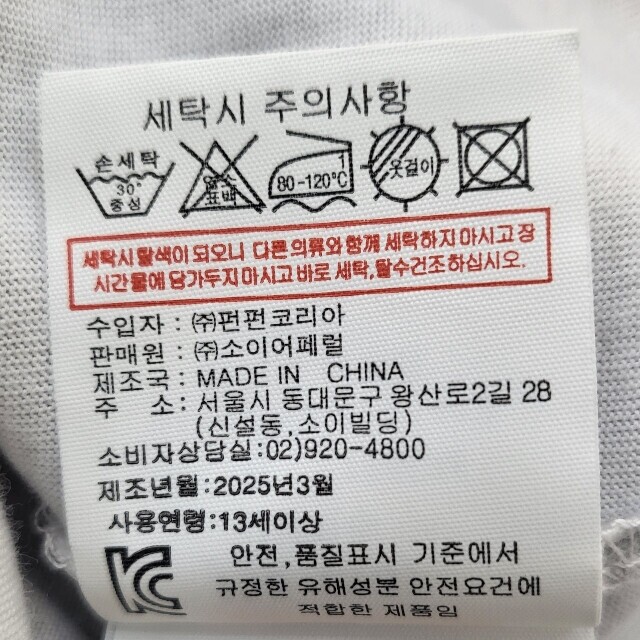 세탁시 주의사항
손세탁
30°
중성
염소
표백
80-120℃
옷걸이
세탁시 탈색이 되오니 다른 의류와 함께 세탁하지 마시고 장
시간 물에 담가두지 마시고 바로 세탁,탈수건조하십시오.
수입자 : ㈜펀펀코리아
판매원 : ㈜소이어페럴
제조국 : MADE IN CHINA
주 소 : 서울시 동대문구 왕산로2길 28
(신설동,소이빌딩)
소비자상담실:02)920-4800
제조년월:2025년3월
사용연령:13세이상
안전,품질표시 기준에서
규정한 유해성분 안전요건에
적합한 제품임